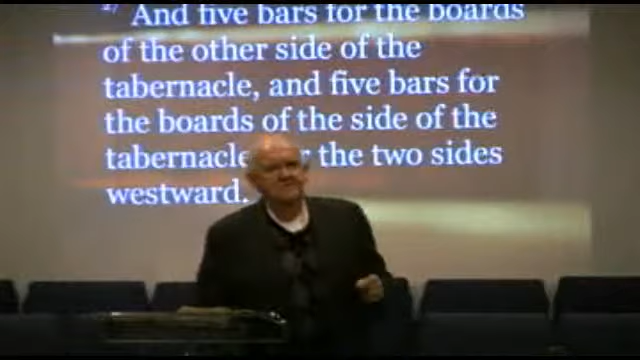 27 And five bars for the boards
of the other side of the
tabernacle, and five bars for
the boards of the side of the
tabernacle the two sides
westward.